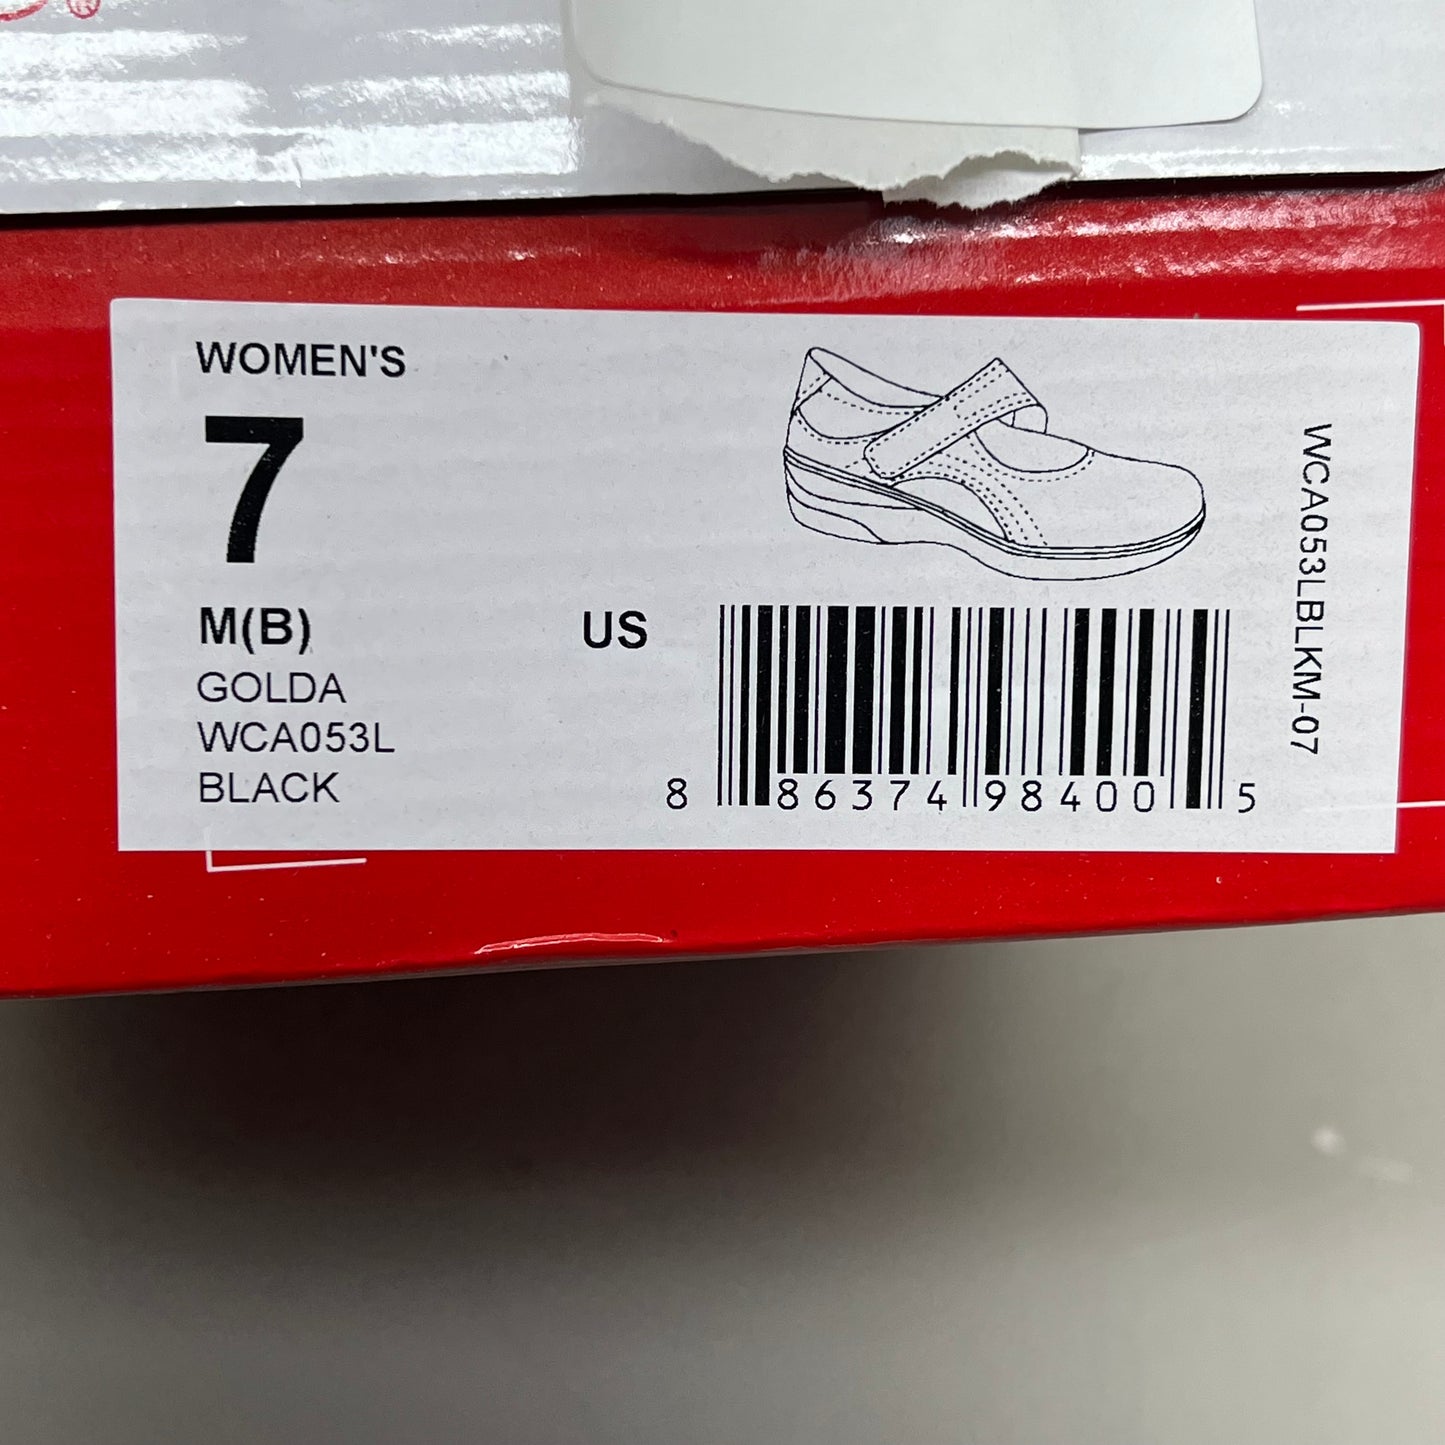 ®
WOMEN'S
7
M(B)
US
GOLDA
WCA053L
BLACK
8 86374 98400 5
WCA053LBLKM-07